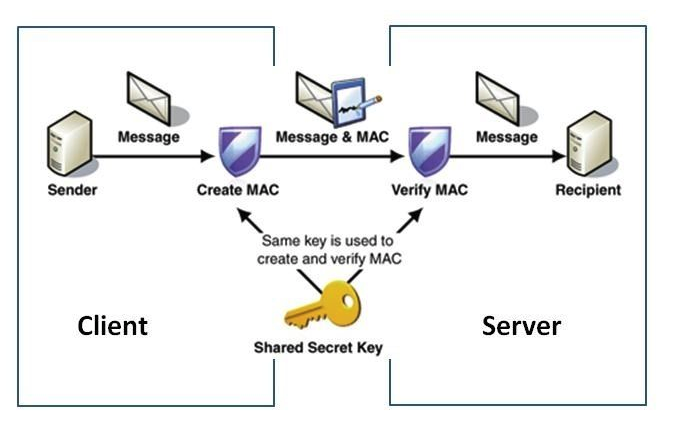 Message
Message & MAC
Message
Sender
Create MAC
Verify MAC
Recipient
Same key is used to
create and verify MAC
Client
Server
Shared Secret Key